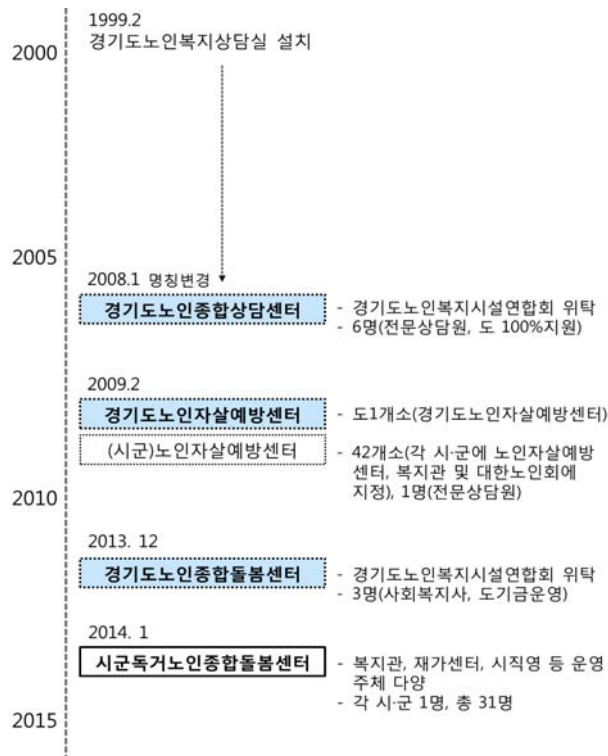 1999.2
경기도노인복지상담실 설치
2000
2005
2008.1 명칭변경
경기도노인종합상담센터
- 경기도노인복지시설연합회 위탁
- 6명(전문상담원, 도 100%지원)
2009.2
경기도노인자살예방센터
- 도1개소(경기도노인자살예방센터)
(시군)노인자살예방센터
- 42개소(각 시·군에 노인자살예방
센터, 복지관 및 대한노인회에
지정), 1명(전문상담원)
2010
2013. 12
경기도노인종합돌봄센터
- 경기도노인복지시설연합회 위탁
- 3명(사회복지사, 도기금운영)
2014. 1
시군독거노인종합돌봄센터
- 복지관, 재가센터, 시직영 등 운영
주체 다양
- 각 시·군 1명, 총 31명
2015